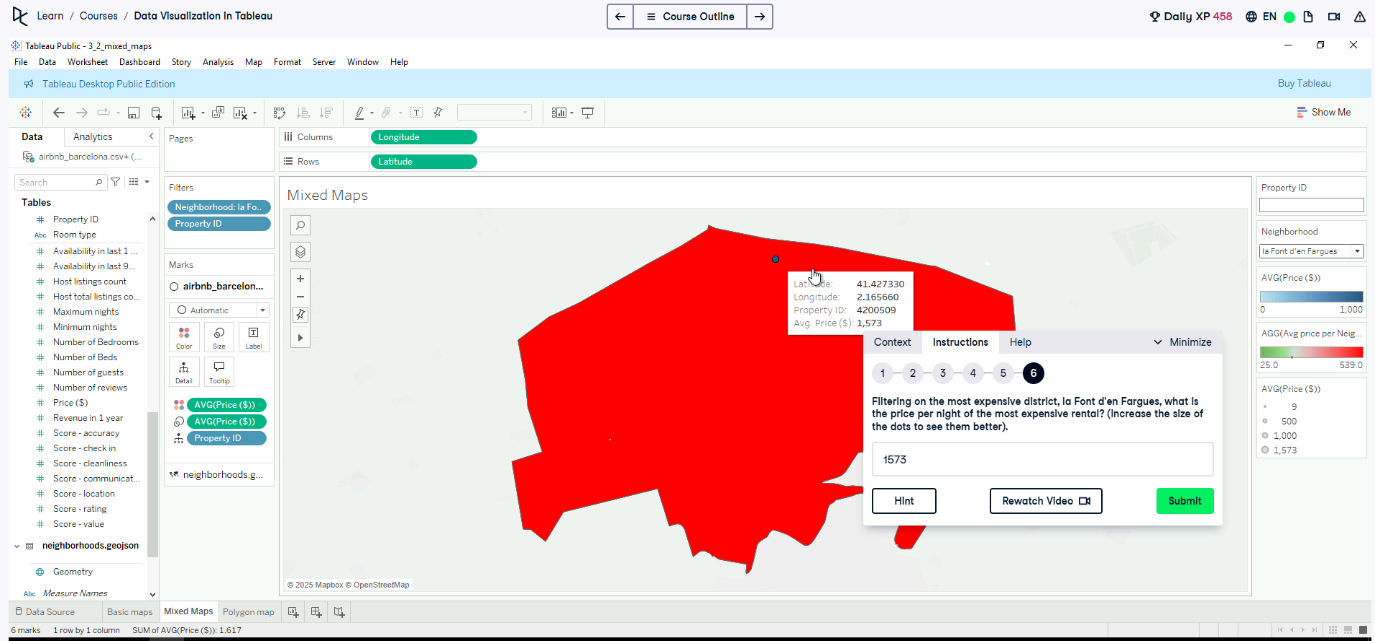 Learn / Courses / Data Visualization in Tableau
Course Outline
Daily XP 458
EN
Tableau Public - 3_2_mixed_maps
File Data Worksheet Dashboard Story Analysis Map Format Server Window Help
Tableau Desktop Public Edition
Buy Tableau
Show Me
Data Analytics
airbnb_barcelona.csv+ (...
Search
Tables
Property ID
Abc Room type
Availability in last 1 ...
Availability in last 9...
Host listings count
Host total listings co...
Maximum nights
Minimum nights
Number of Bedrooms
Number of Beds
Number of guests
Number of reviews
Price ($)
Revenue in 1 year
Score - accuracy
Score - check in
Score - cleanliness
Score - communicat...
Score - location
Score - rating
Score - value
neighborhoods.geojson
Geometry
Abc Measure Names
Pages
Filters
Neighborhood: la Fo..
Property ID
Marks
airbnb_barcelon...
Automatic
Color Size Label
Detail Tooltip
AVG(Price ($))
AVG(Price ($))
Property ID
neighborhoods.g...
Columns Longitude
Rows Latitude
Mixed Maps
Latitude: 41.427330
Longitude: 2.165660
Property ID: 4200509
Avg. Price ($): 1,573
© 2025 Mapbox © OpenStreetMap
Context Instructions Help Minimize
1 2 3 4 5 6
Filtering on the most expensive district, la Font d'en Fargues, what is
the price per night of the most expensive rental? (Increase the size of
the dots to see them better).
1573
Hint
Rewatch Video
Submit
Property ID
Neighborhood
la Font d'en Fargues
AVG(Price ($))
0 1,000
AGG(Avg price per Neig...
25.0 539.0
AVG(Price ($))
9
500
1,000
1,573
Data Source Basic maps Mixed Maps Polygon map
6 marks 1 row by 1 column SUM of AVG(Price ($)): 1,617